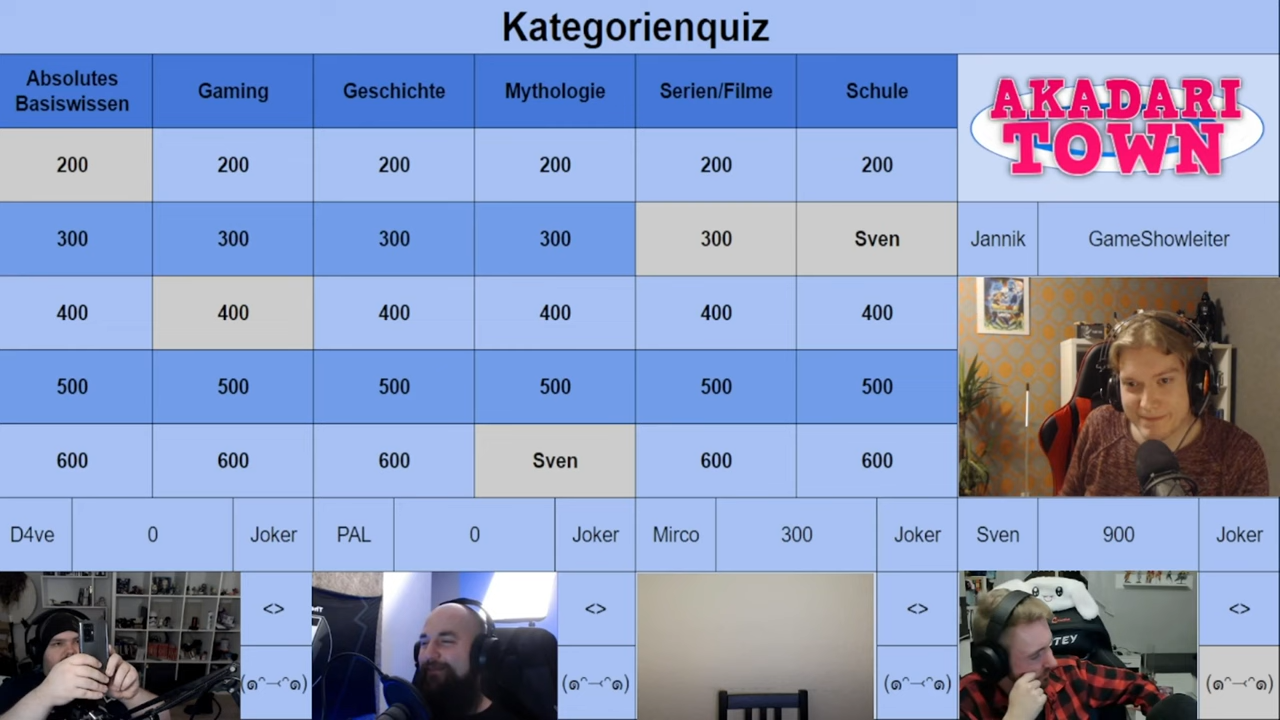 Kategorienquiz
Absolutes
Basiswissen
Gaming
Geschichte
Mythologie
Serien/Filme
Schule
AKADARI
TOWN
200
200
200
200
200
200
300
300
300
300
300
Sven
Jannik
GameShowleiter
400
400
400
400
400
400
500
500
500
500
500
500
600
600
600
Sven
600
600
D4ve
0
Joker
PAL
0
Joker
Mirco
300
Joker
Sven
900
Joker
<>
<>
<>
<>
TEY